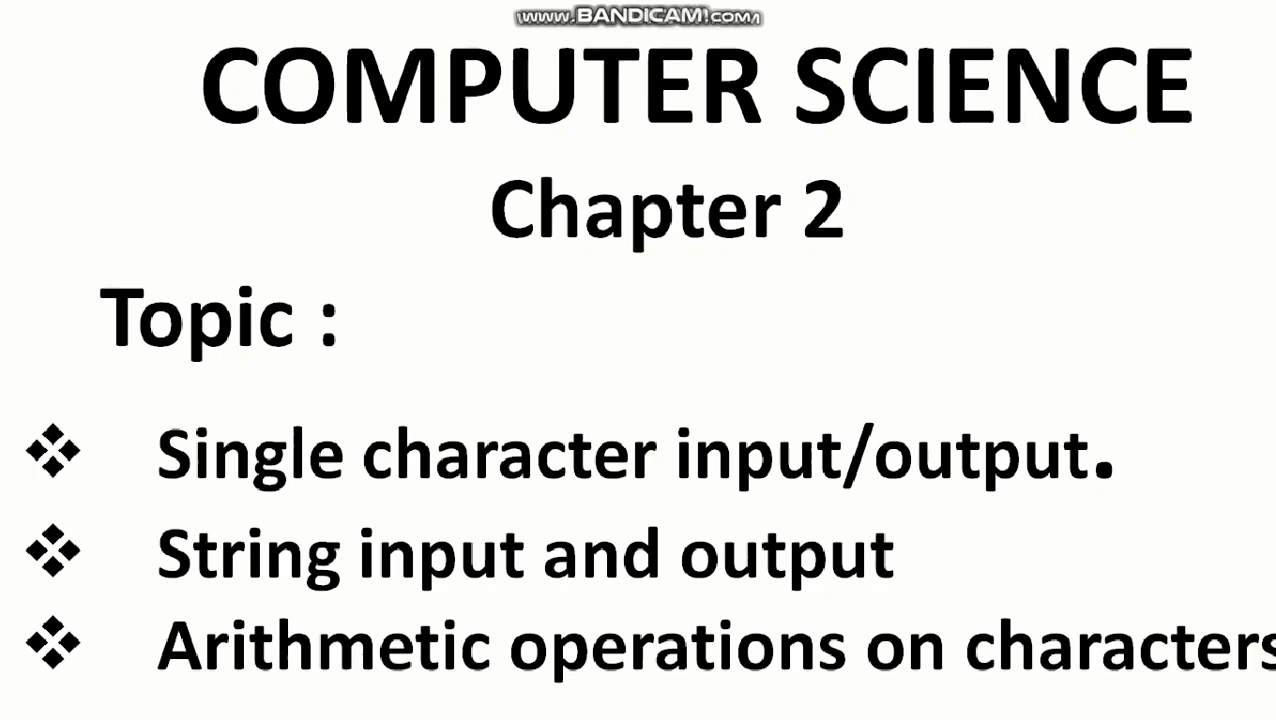 www.BANDICAM.COM
COMPUTER SCIENCE
Chapter 2
Topic :
❖ Single character input/output.
❖ String input and output
❖ Arithmetic operations on characters